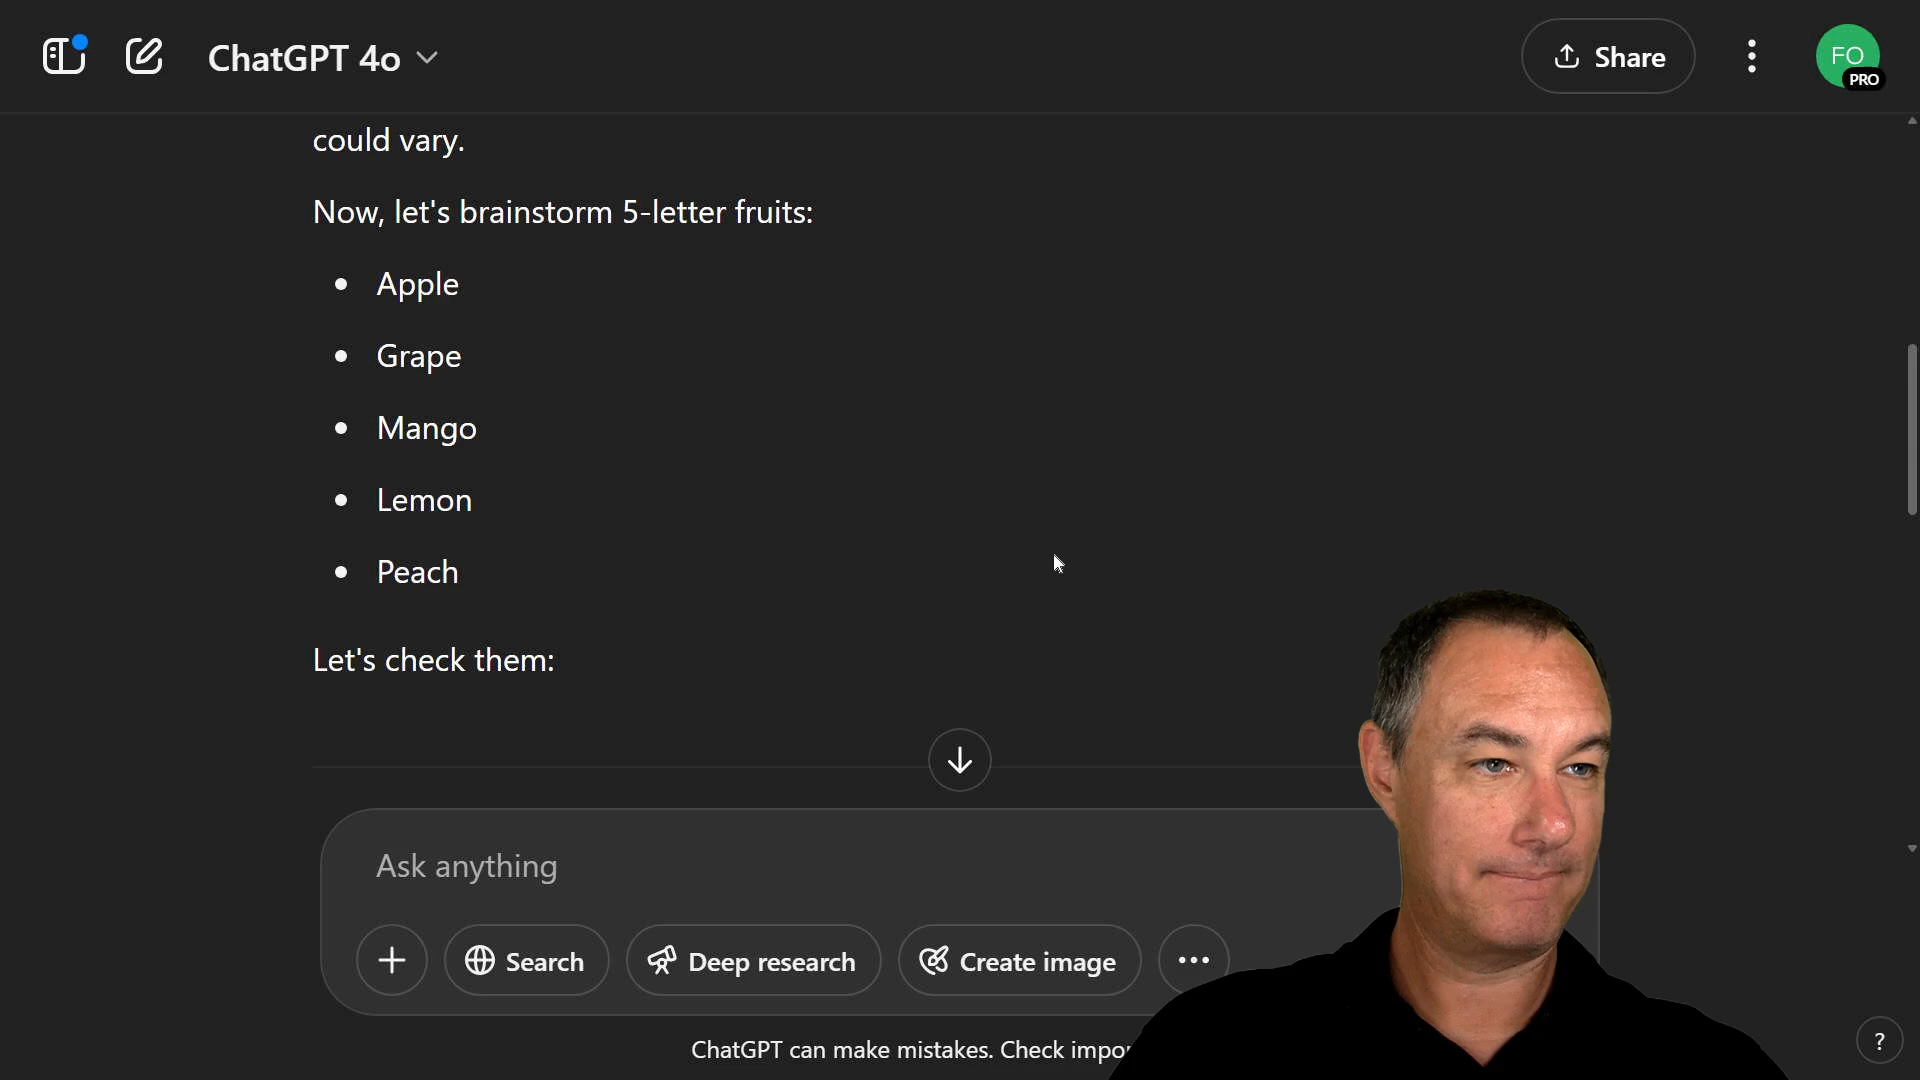 ChatGPT 4o
Share
FO
PRO
could vary.
Now, let's brainstorm 5-letter fruits:
Apple
Grape
Mango
Lemon
Peach
Let's check them:
Ask anything
Search
Deep research
Create image
ChatGPT can make mistakes. Check
?